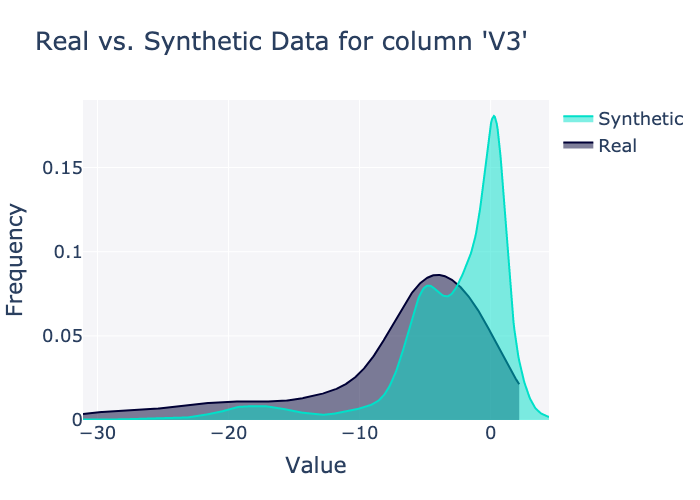 Real vs. Synthetic Data for column 'V3'
Synthetic
Real
Frequency
0.15
0.1
0.05
0
−30
−20
−10
0
Value